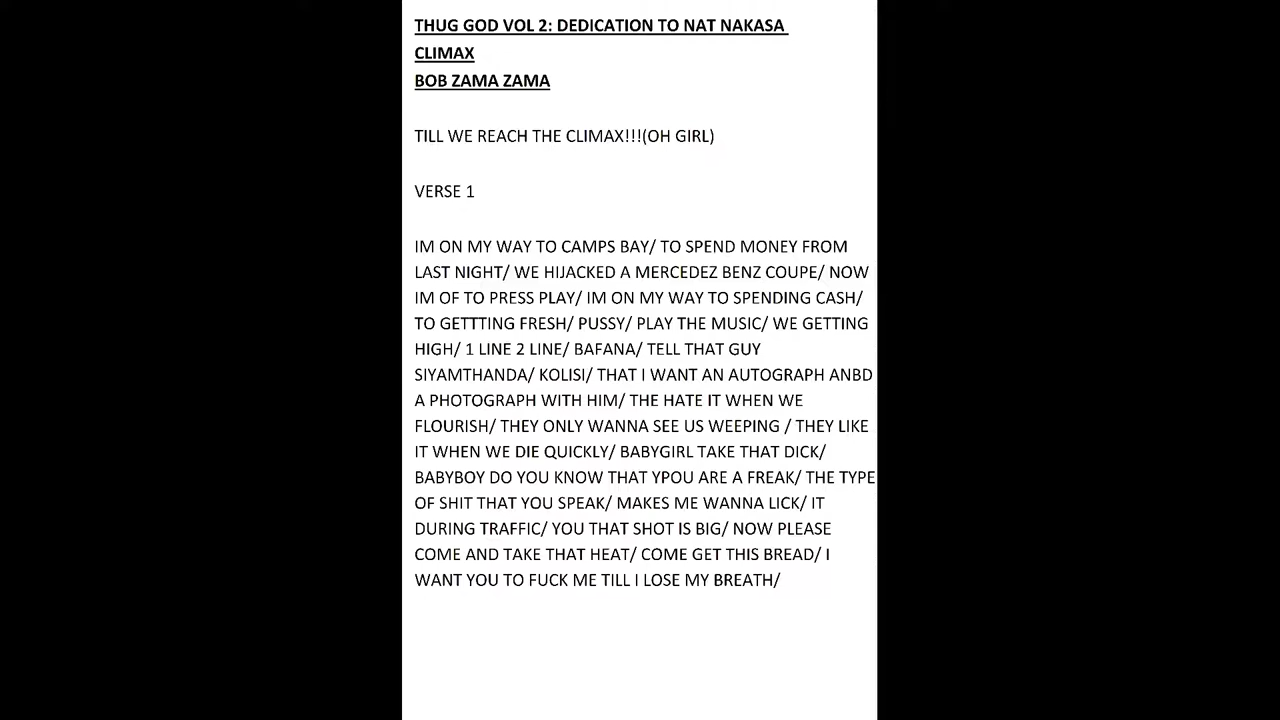 THUG GOD VOL 2: DEDICATION TO NAT NAKASA
CLIMAX
BOB ZAMA ZAMA
TILL WE REACH THE CLIMAX!!!(OH GIRL)
VERSE 1
IM ON MY WAY TO CAMPS BAY/ TO SPEND MONEY FROM
LAST NIGHT/ WE HIJACKED A MERCEDEZ BENZ COUPE/ NOW
IM OF TO PRESS PLAY/ IM ON MY WAY TO SPENDING CASH/
TO GETTTING FRESH/ PUSSY/ PLAY THE MUSIC/ WE GETTING
HIGH/ 1 LINE 2 LINE/ BAFANA/ TELL THAT GUY
SIYAMTHANDA/ KOLISI/ THAT I WANT AN AUTOGRAPH ANBD
A PHOTOGRAPH WITH HIM/ THE HATE IT WHEN WE
FLOURISH/ THEY ONLY WANNA SEE US WEEPING / THEY LIKE
IT WHEN WE DIE QUICKLY/ BABYGIRL TAKE THAT DICK/
BABYBOY DO YOU KNOW THAT YPOU ARE A FREAK/ THE TYPE
OF SHIT THAT YOU SPEAK/ MAKES ME WANNA LICK/ IT
DURING TRAFFIC/ YOU THAT SHOT IS BIG/ NOW PLEASE
COME AND TAKE THAT HEAT/ COME GET THIS BREAD/ I
WANT YOU TO FUCK ME TILL I LOSE MY BREATH/